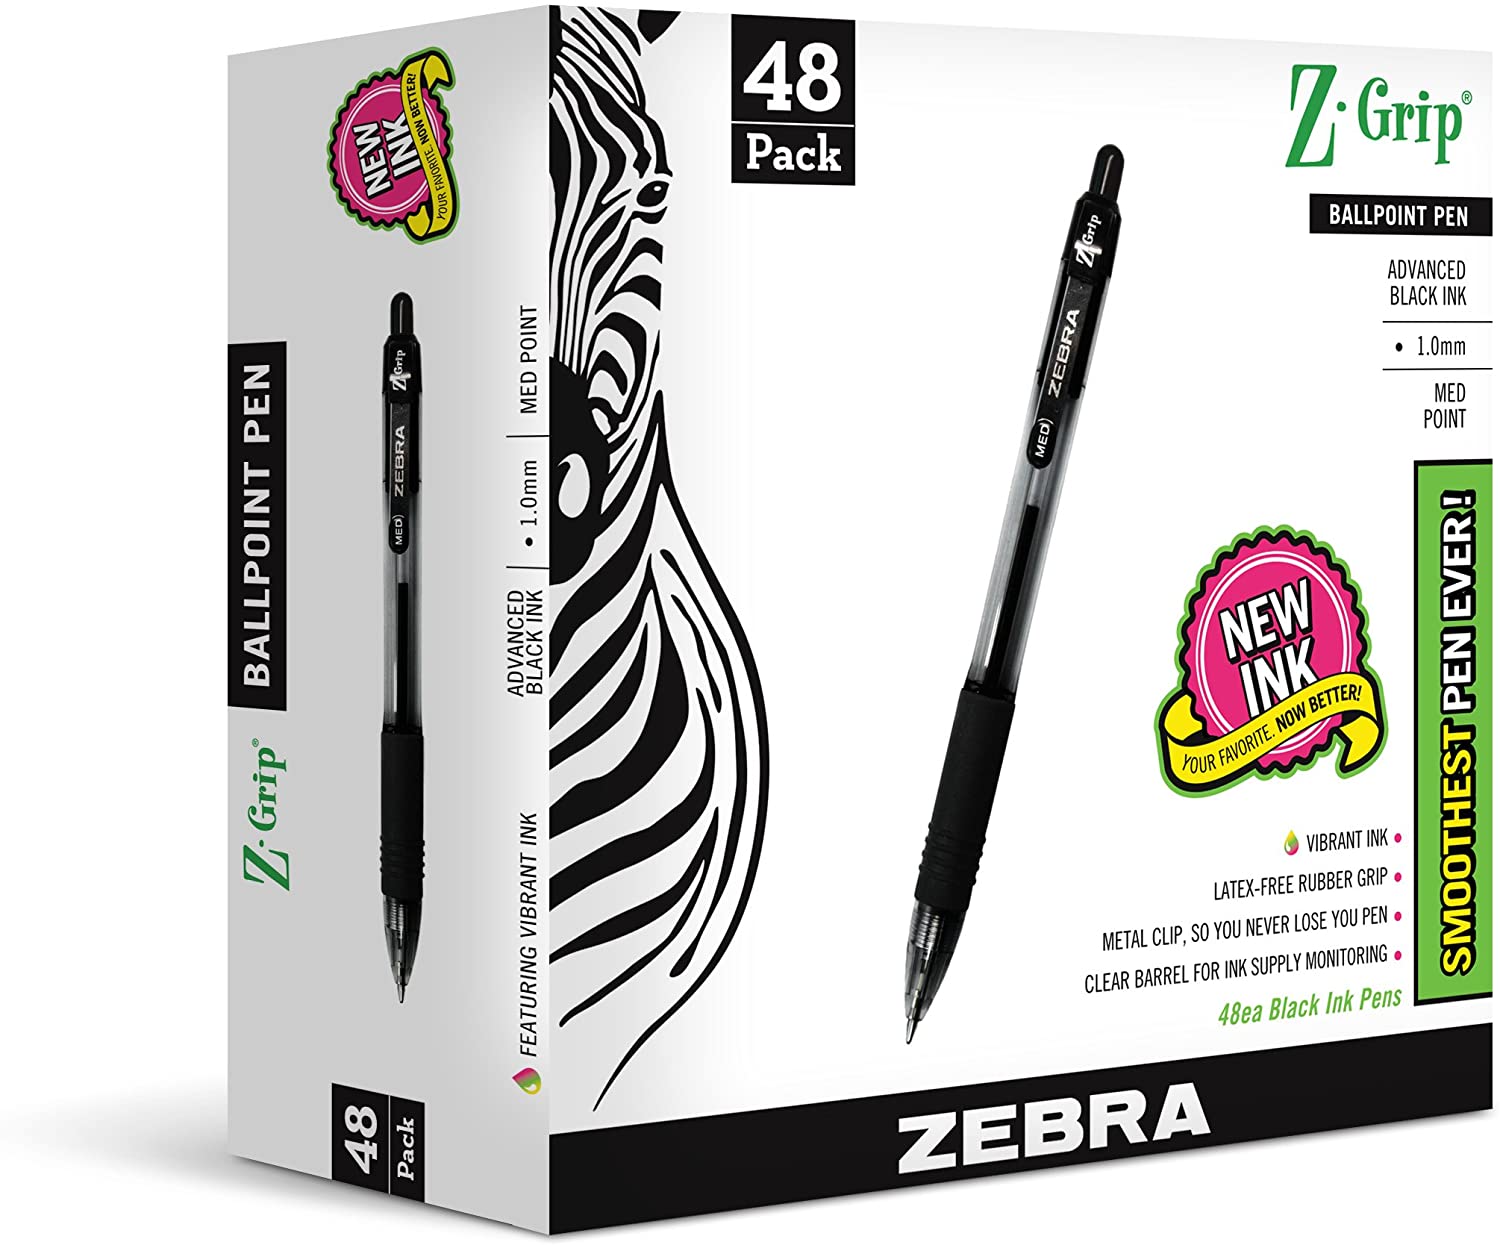 NEW
INK
YOUR FAVORITE. NOW BETTER!
BALLPOINT PEN
Z·Grip®
Z Grip
ZEBRA
MED
MED POINT
• 1.0mm
ADVANCED
BLACK INK
FEATURING VIBRANT INK
48
Pack
48
Pack
Z Grip
ZEBRA
MED
Z·Grip®
BALLPOINT PEN
ADVANCED
BLACK INK
• 1.0mm
MED
POINT
NEW
INK
YOUR FAVORITE. NOW BETTER!
SMOOTHEST PEN EVER!
VIBRANT INK •
LATEX-FREE RUBBER GRIP •
METAL CLIP, SO YOU NEVER LOSE YOU PEN •
CLEAR BARREL FOR INK SUPPLY MONITORING •
48ea Black Ink Pens
ZEBRA